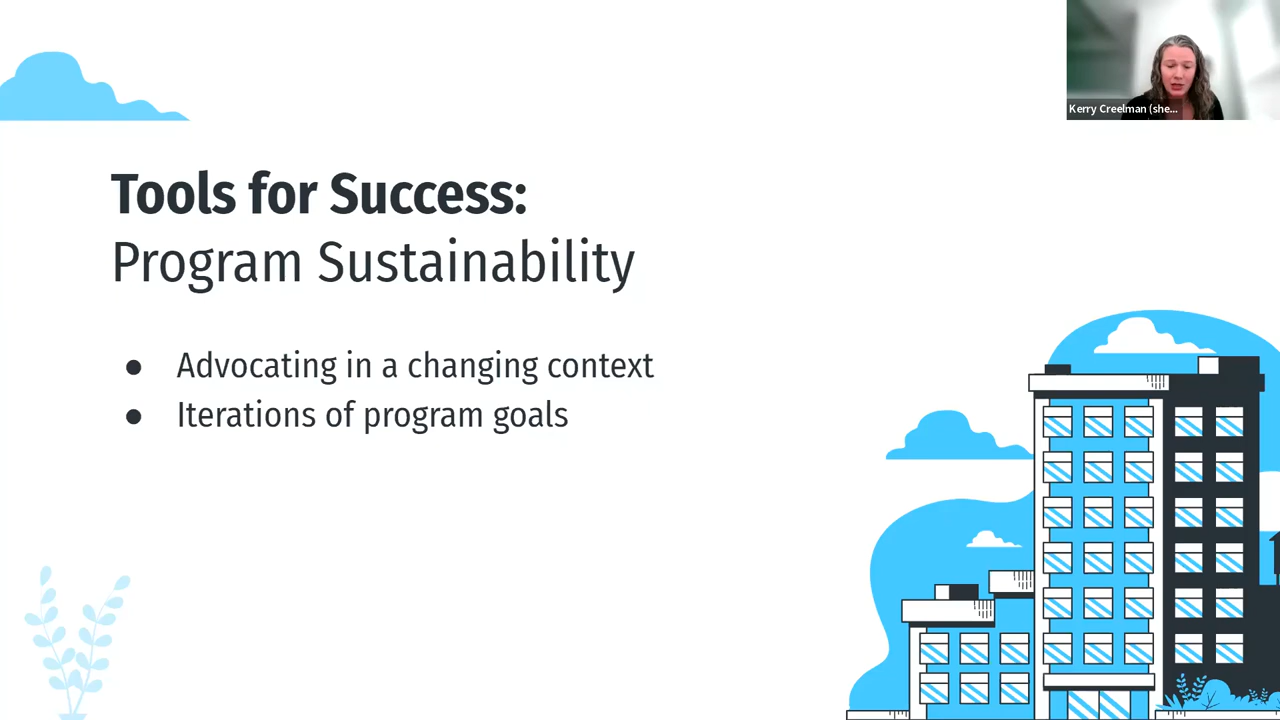 Kerry Creelman (she...
Tools for Success:
Program Sustainability
● Advocating in a changing context
● Iterations of program goals